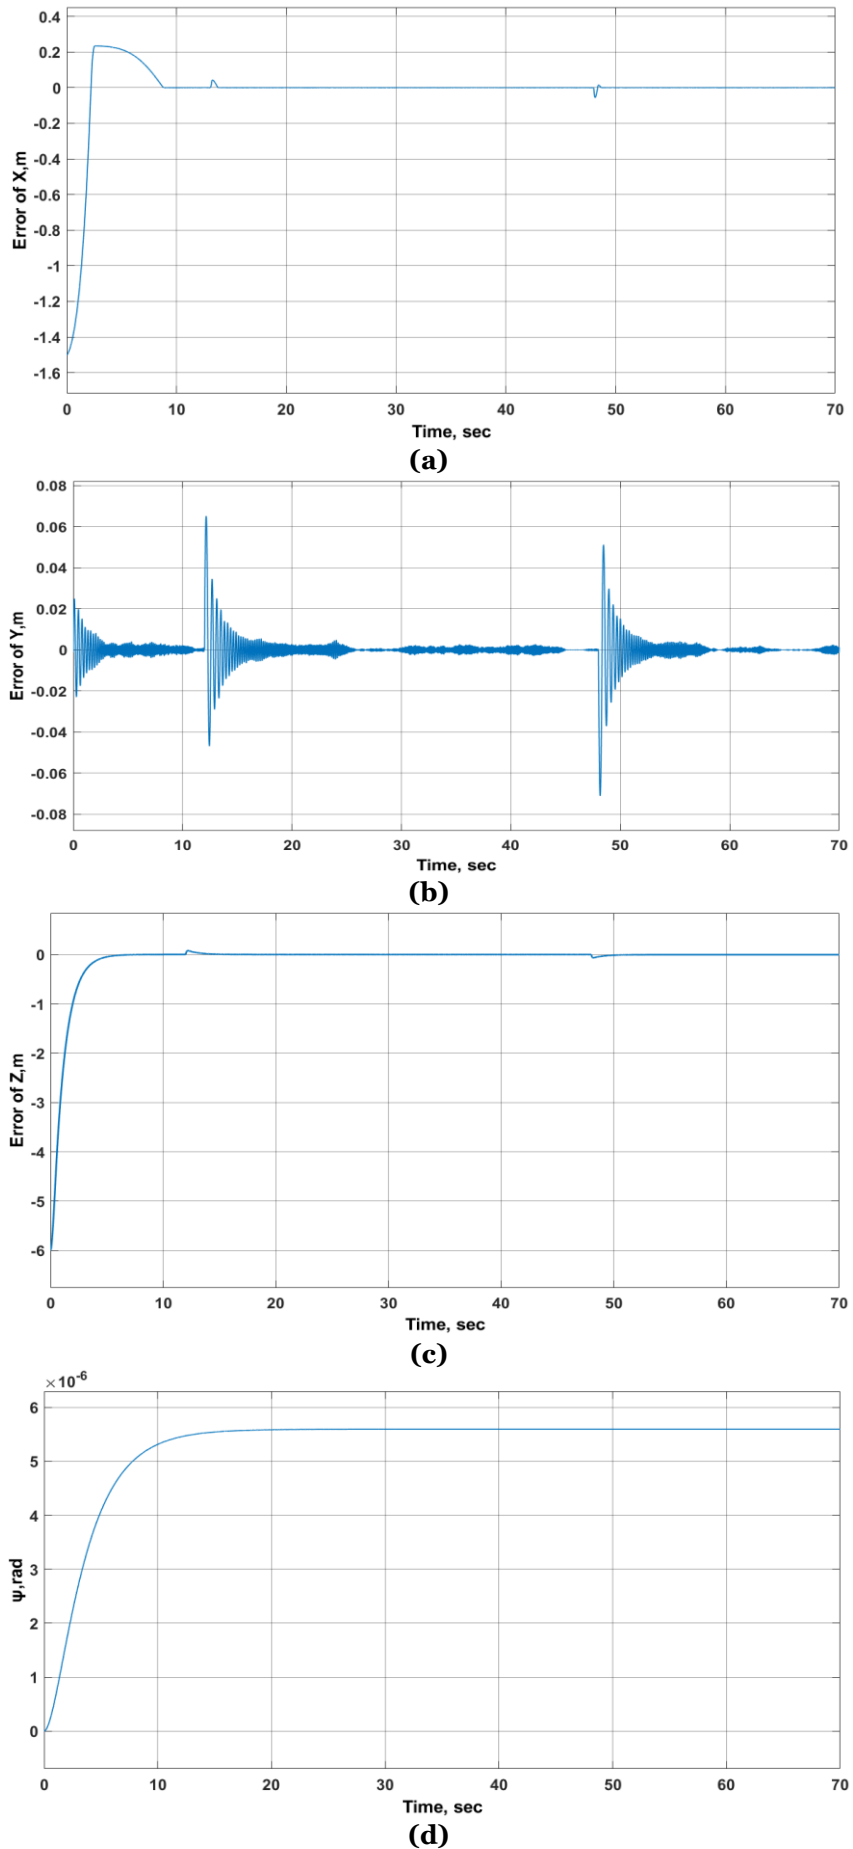 0.4
0.2
0
-0.2
-0.4
-0.6
-0.8
-1
-1.2
-1.4
-1.6
Error of X,m
0 10 20 30 40 50 60 70
Time, sec
(a)
0.08
0.06
0.04
0.02
0
-0.02
-0.04
-0.06
-0.08
Error of Y,m
0 10 20 30 40 50 60 70
Time, sec
(b)
0
-1
-2
-3
-4
-5
-6
Error of Z,m
0 10 20 30 40 50 60 70
Time, sec
(c)
×10⁻⁶
6
5
4
3
2
1
0
Ψ,rad
0 10 20 30 40 50 60 70
Time, sec
(d)